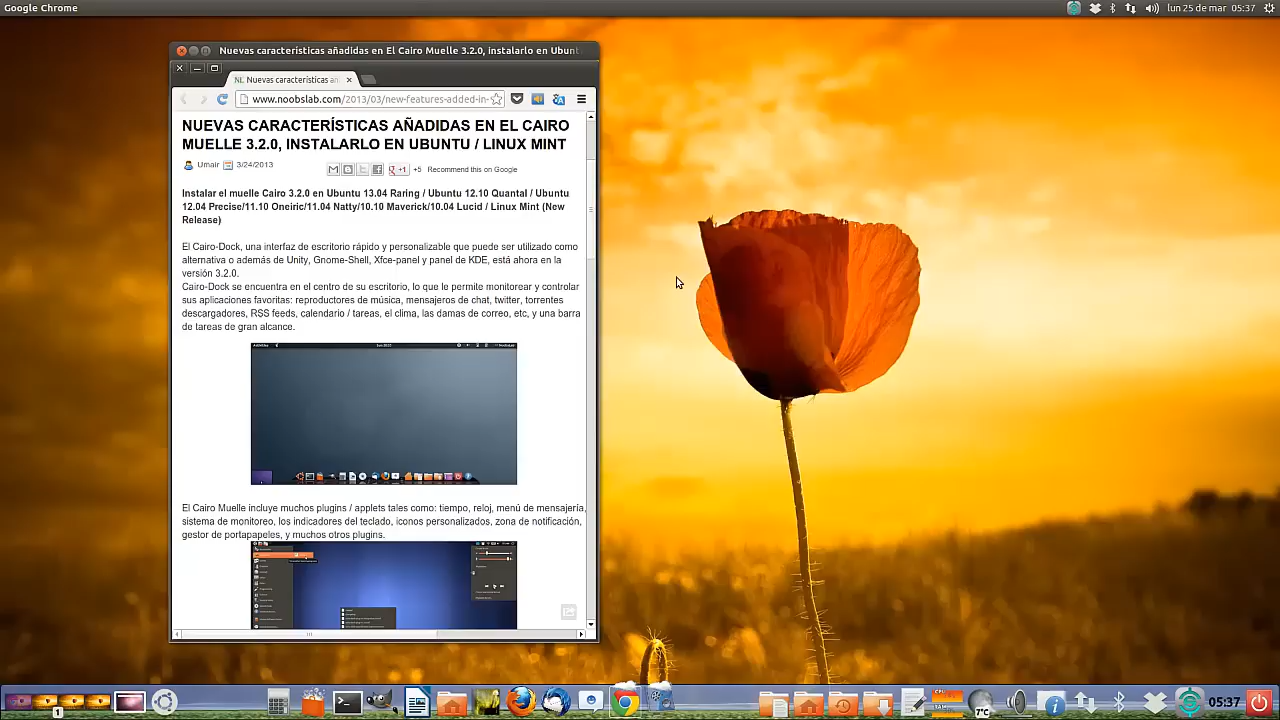 Google Chrome
lun 25 de mar 05:37
Nuevas características añadidas en El Cairo Muelle 3.2.0, instalarlo en Ubunt
Nuevas características añ
www.noobslab.com/2013/03/new-features-added-in-
NUEVAS CARACTERÍSTICAS AÑADIDAS EN EL CAIRO
MUELLE 3.2.0, INSTALARLO EN UBUNTU / LINUX MINT
Umair 3/24/2013
+1 +5 Recommend this on Google
Instalar el muelle Cairo 3.2.0 en Ubuntu 13.04 Raring / Ubuntu 12.10 Quantal / Ubuntu
12.04 Precise/11.10 Oneiric/11.04 Natty/10.10 Maverick/10.04 Lucid / Linux Mint (New
Release)
El Cairo-Dock, una interfaz de escritorio rápido y personalizable que puede ser utilizado como
alternativa o además de Unity, Gnome-Shell, Xfce-panel y panel de KDE, está ahora en la
versión 3.2.0.
Cairo-Dock se encuentra en el centro de su escritorio, lo que le permite monitorear y controlar
sus aplicaciones favoritas: reproductores de música, mensajeros de chat, twitter, torrentes
descargadores, RSS feeds, calendario / tareas, el clima, las damas de correo, etc, y una barra
de tareas de gran alcance.
El Cairo Muelle incluye muchos plugins / applets tales como: tiempo, reloj, menú de mensajería,
sistema de monitoreo, los indicadores del teclado, iconos personalizados, zona de notificación,
gestor de portapapeles, y muchos otros plugins.
1
CPU
RAM
7°C
05:37